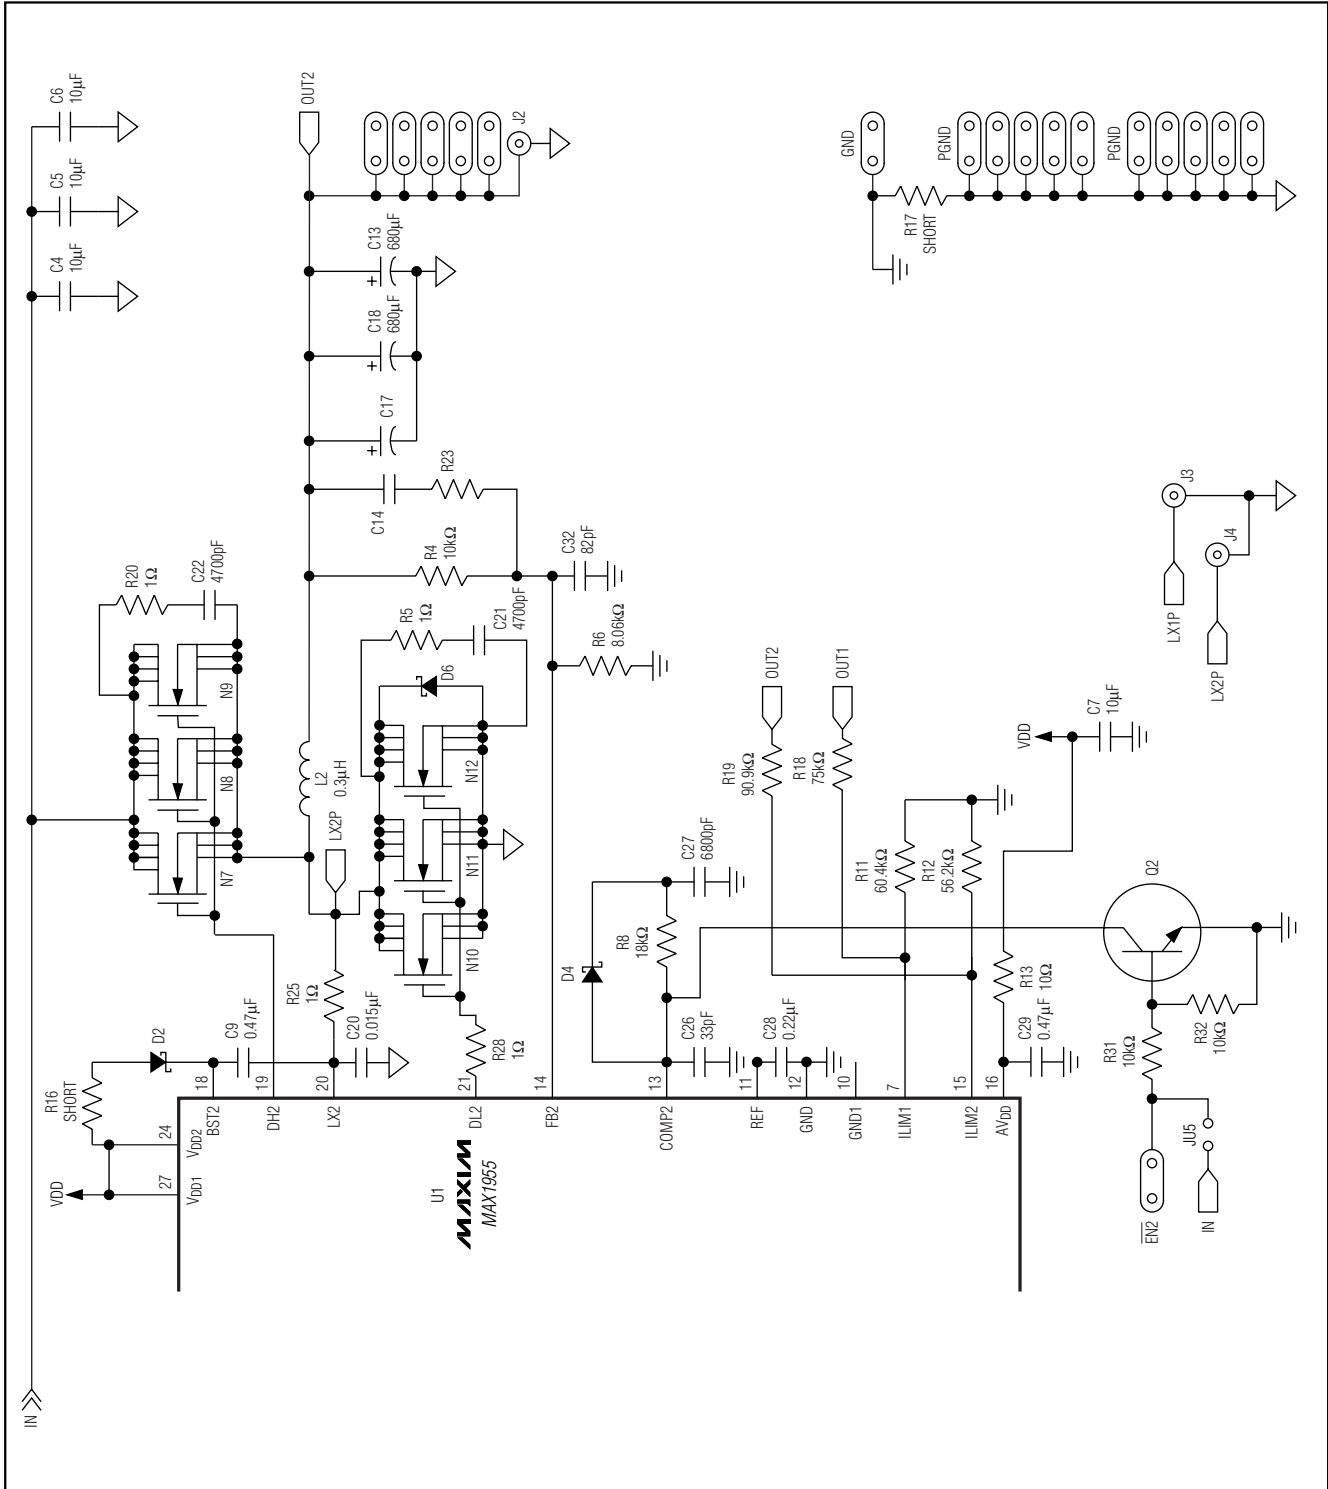 IN
C4
10µF
C5
10µF
C6
10µF
VDD
R16
SHORT
D2
C9
0.47µF
R25
1Ω
C20
0.015µF
R28
1Ω
N7
N8
N9
R20
1Ω
C22
4700pF
L2
0.3µH
LX2P
N10
N11
N12
D6
R5
1Ω
C21
4700pF
R4
10kΩ
C14
R23
C17
C18
680µF
C13
680µF
OUT2
J2
C32
82pF
R6
8.06kΩ
27
VDD1
24
VDD2
18
BST2
19
DH2
20
LX2
21
DL2
14
FB2
13
COMP2
11
REF
12
GND
10
GND1
7
ILIM1
15
ILIM2
16
AVDD
U1
MAXIM
MAX1955
D4
R8
18kΩ
C27
6800pF
C26
33pF
C28
0.22µF
R19
90.9kΩ
OUT2
R18
75kΩ
OUT1
R11
60.4kΩ
R12
56.2kΩ
R13
10Ω
C29
0.47µF
VDD
C7
10µF
GND
R17
SHORT
PGND
PGND
LX1P
J3
LX2P
J4
Q2
R31
10kΩ
R32
10kΩ
EN2
JU5
IN